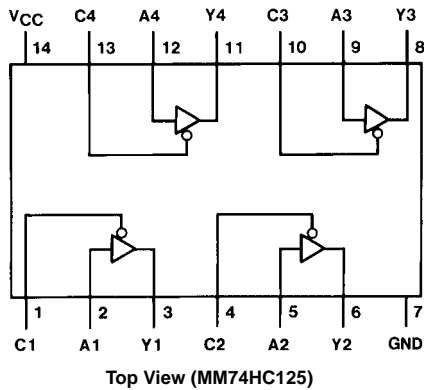 VCC C4 A4 Y4 C3 A3 Y3
14 13 12 11 10 9 8
1 2 3 4 5 6 7
C1 A1 Y1 C2 A2 Y2 GND
Top View (MM74HC125)